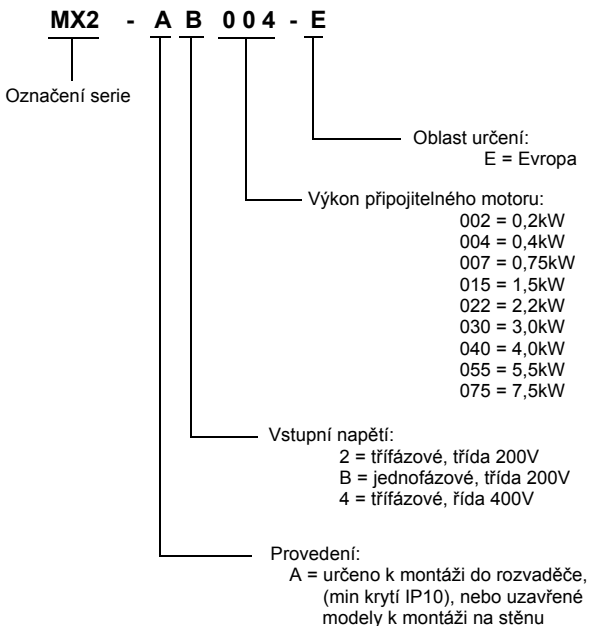 MX2 - A B 0 0 4 - E
Označení serie
Oblast určení:
E = Evropa
Výkon připojitelného motoru:
002 = 0,2kW
004 = 0,4kW
007 = 0,75kW
015 = 1,5kW
022 = 2,2kW
030 = 3,0kW
040 = 4,0kW
055 = 5,5kW
075 = 7,5kW
Vstupní napětí:
2 = třífázové, třída 200V
B = jednofázové, třída 200V
4 = třífázové, řída 400V
Provedení:
A = určeno k montáži do rozvaděče,
(min krytí IP10), nebo uzavřené
modely k montáži na stěnu